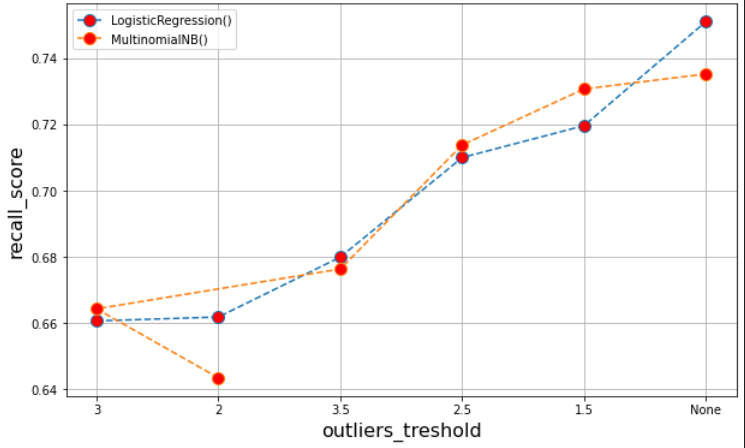 LogisticRegression()
MultinomialNB()
0.74
0.72
0.70
0.68
0.66
0.64
recall_score
3 2 3.5 2.5 1.5 None
outliers_treshold